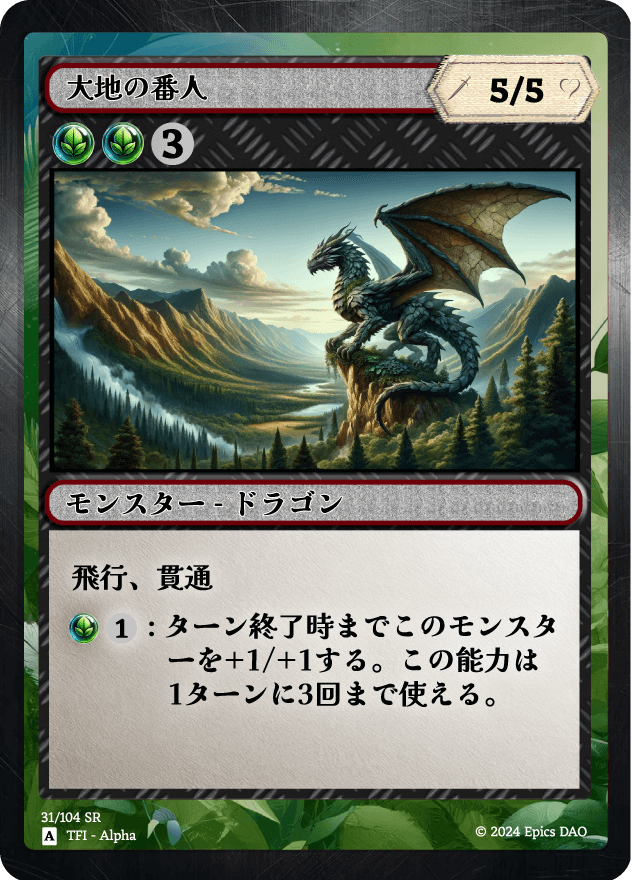 大地の番人
5/5
3
モンスター - ドラゴン
飛行、貫通
1 : ターン終了時までこのモンスタ
ーを+1/+1する。この能力は
1ターンに3回まで使える。
31/104 SR
A TFI - Alpha
© 2024 Epics DAO